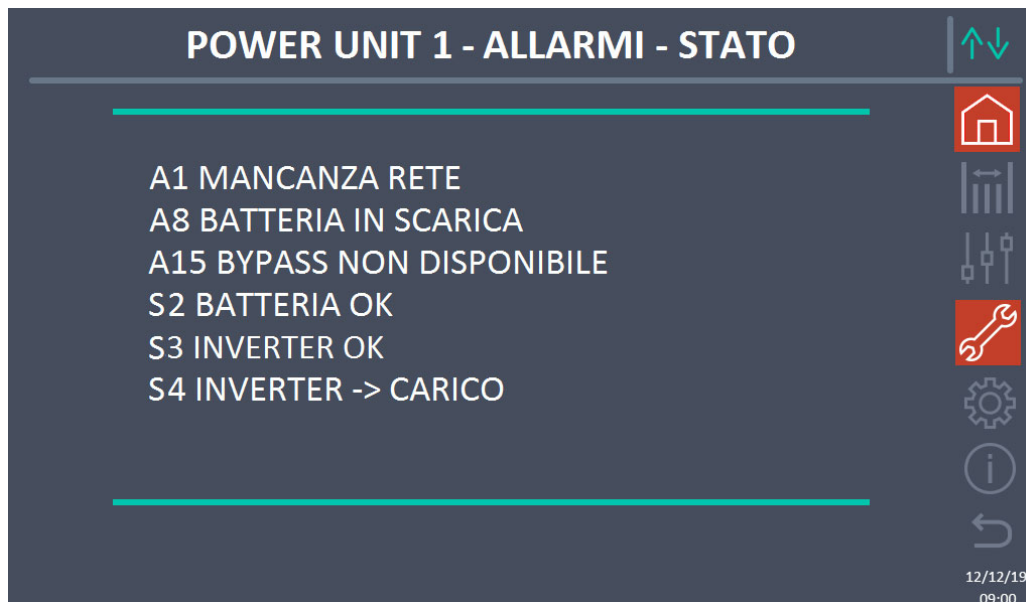 POWER UNIT 1 - ALLARMI - STATO
A1 MANCANZA RETE
A8 BATTERIA IN SCARICA
A15 BYPASS NON DISPONIBILE
S2 BATTERIA OK
S3 INVERTER OK
S4 INVERTER -> CARICO
12/12/19
09:00